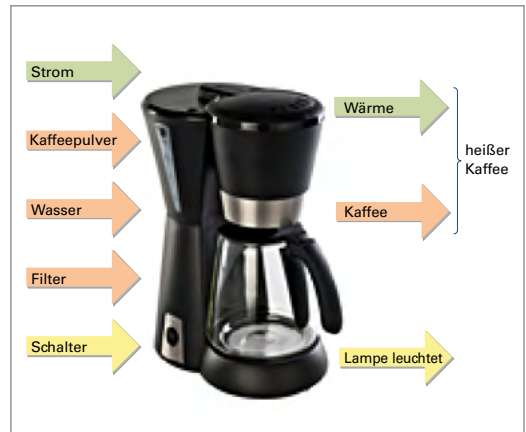 Strom
Kaffeepulver
Wasser
Filter
Schalter
Wärme
Kaffee
heißer
Kaffee
Lampe leuchtet